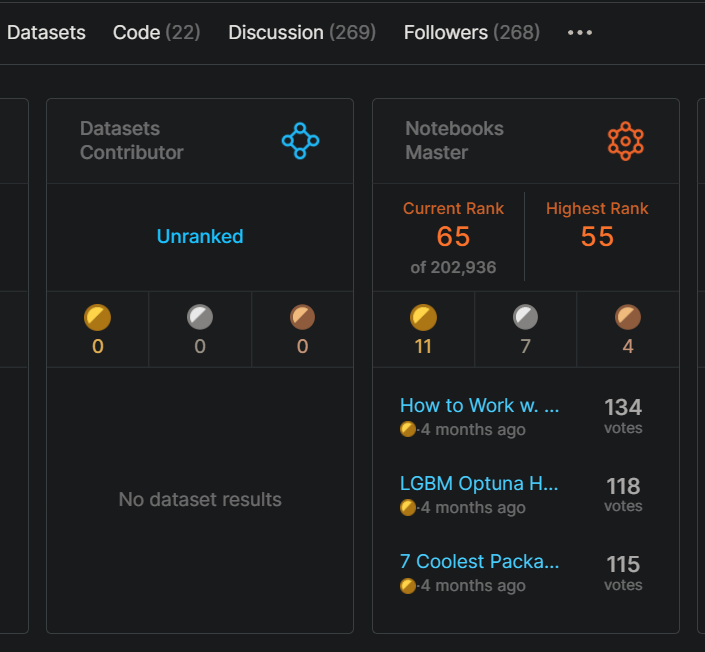 Datasets Code (22) Discussion (269) Followers (268) •••
Datasets
Contributor
Unranked
0 0 0
No dataset results
Notebooks
Master
Current Rank Highest Rank
65 55
of 202,936
11 7 4
How to Work w. ... 134
·4 months ago votes
LGBM Optuna H... 118
·4 months ago votes
7 Coolest Packa... 115
·4 months ago votes